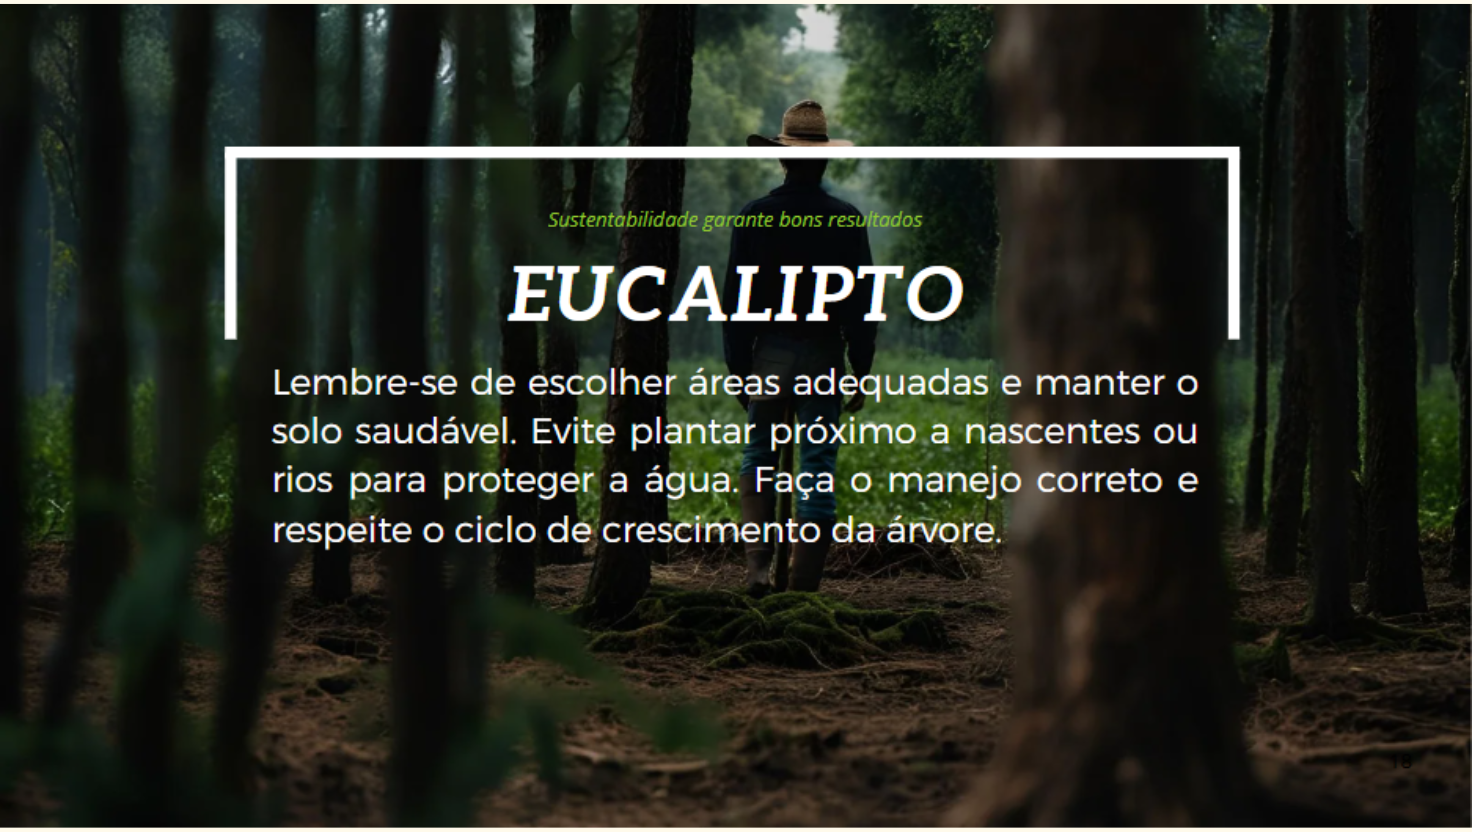 Sustentabilidade garante bons resultados
EUCALIPTO
Lembre-se de escolher áreas adequadas e manter o
solo saudável. Evite plantar próximo a nascentes ou
rios para proteger a água. Faça o manejo correto e
respeite o ciclo de crescimento da árvore.
18